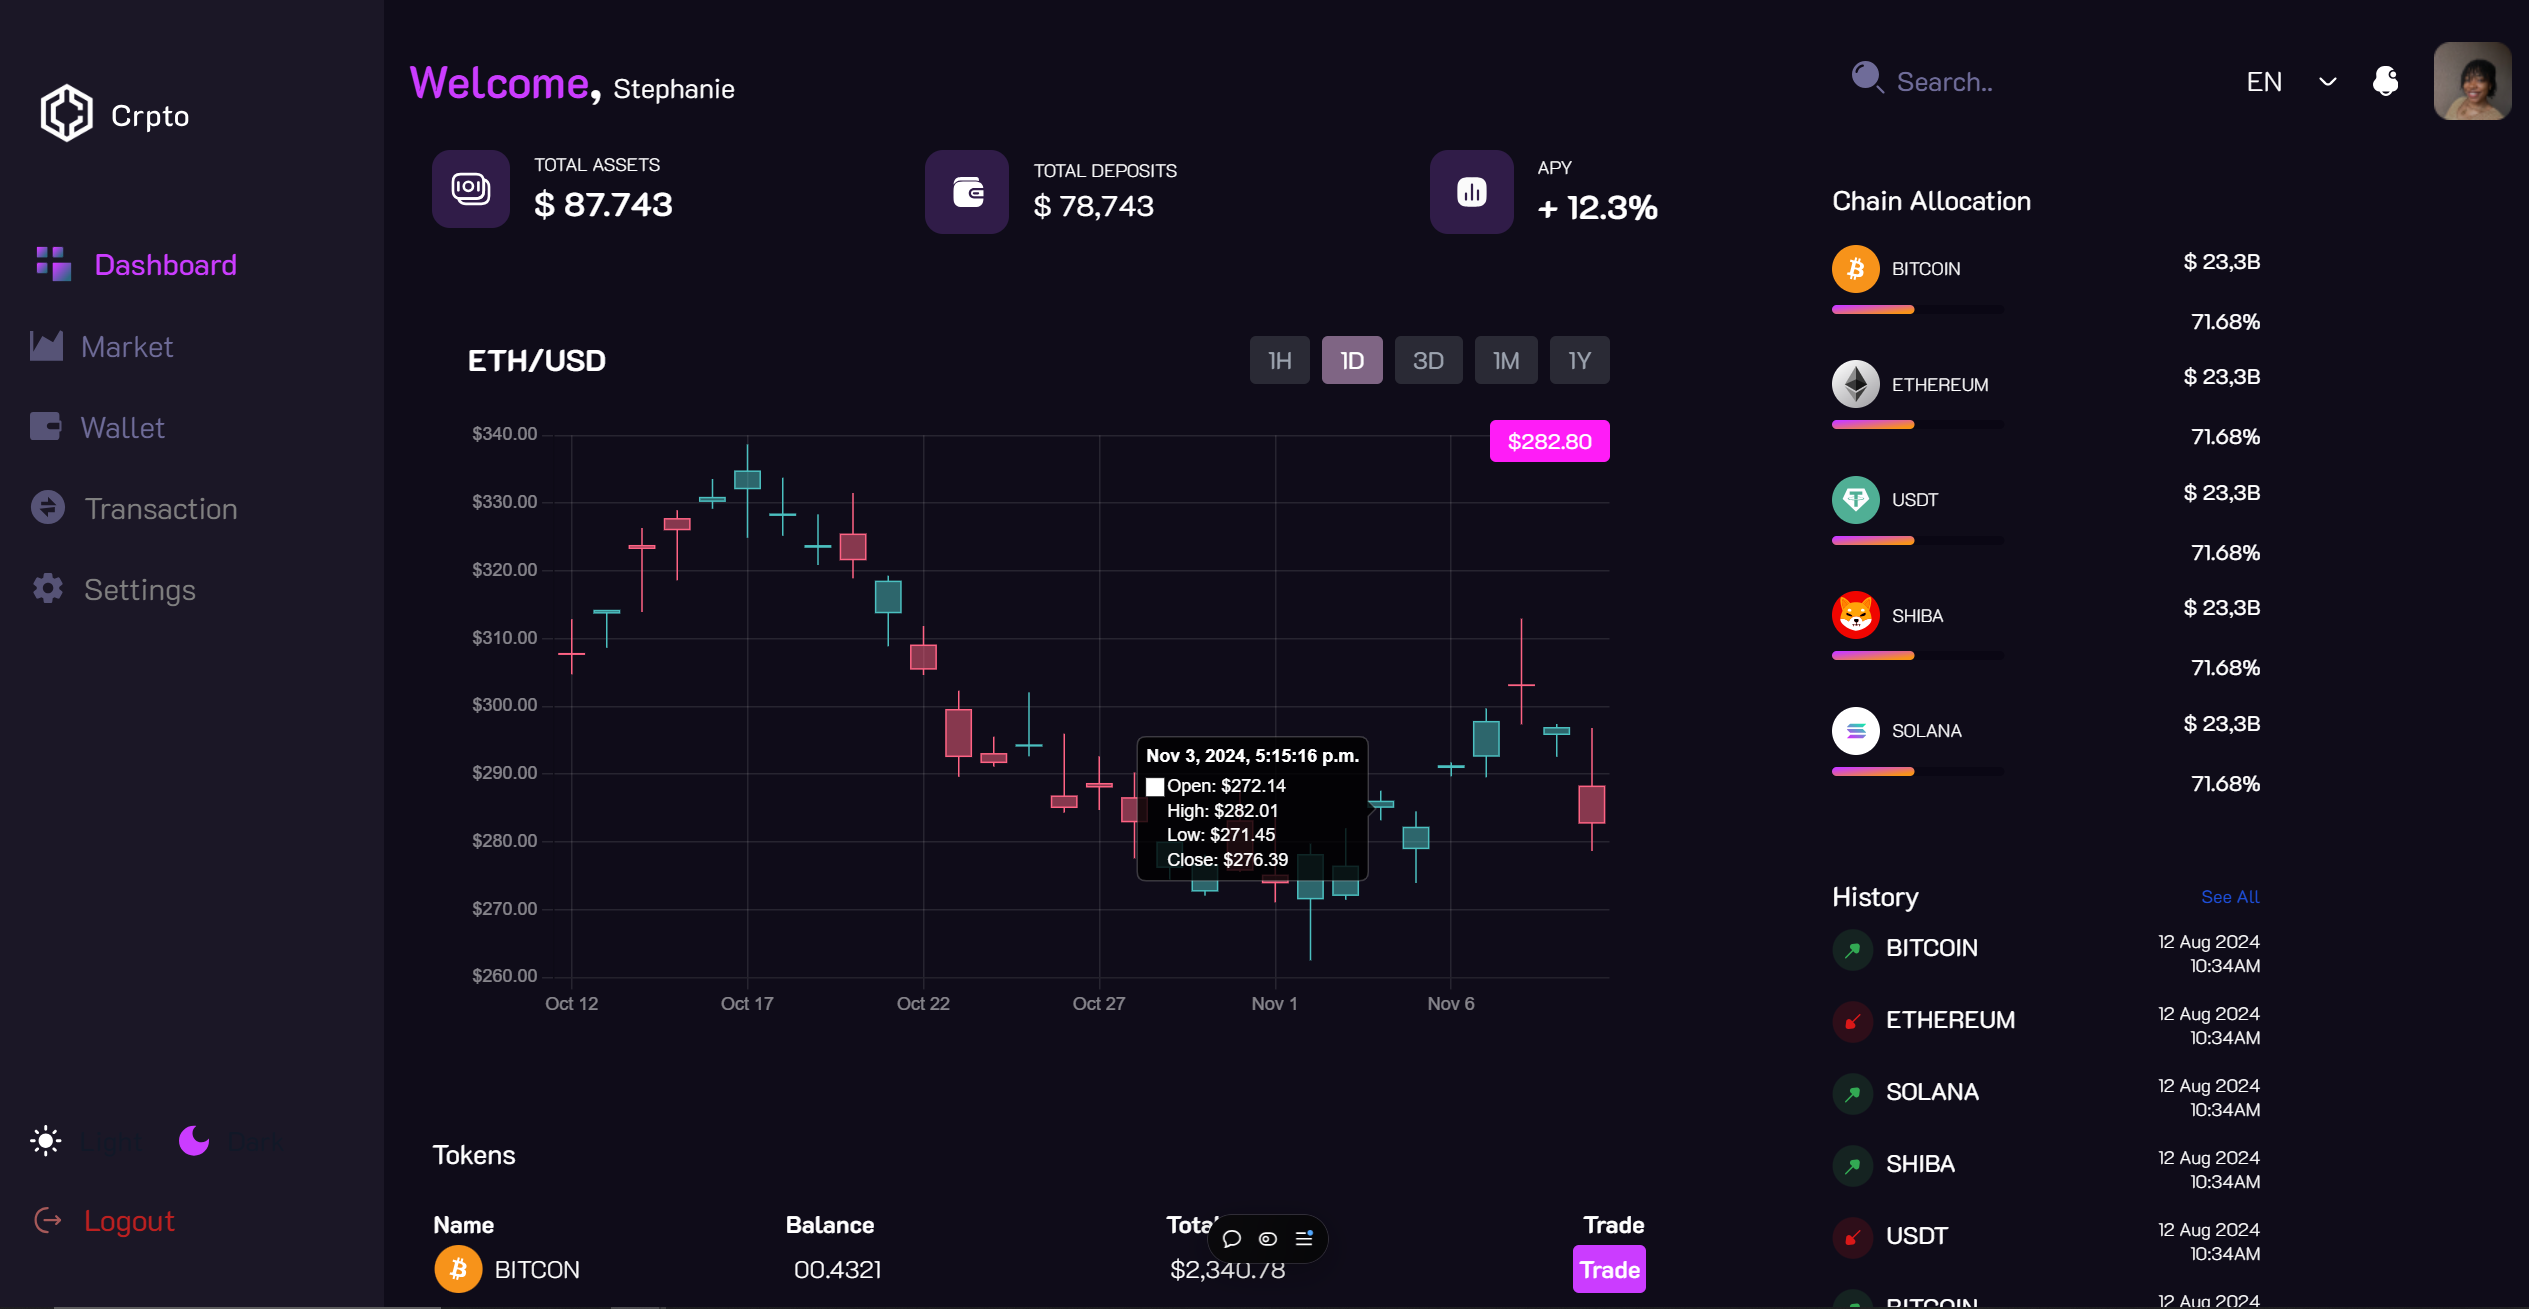 Crpto
Dashboard
Market
Wallet
Transaction
Settings
Logout
Welcome, Stephanie
Search..
EN
TOTAL ASSETS
$ 87.743
TOTAL DEPOSITS
$ 78,743
APY
+ 12.3%
ETH/USD
1H
1D
3D
1M
1Y
$282.80
$340.00
$330.00
$320.00
$310.00
$300.00
$290.00
$280.00
$270.00
$260.00
Oct 12
Oct 17
Oct 22
Oct 27
Nov 1
Nov 6
Nov 3, 2024, 5:15:16 p.m.
Open: $272.14
High: $282.01
Low: $271.45
Close: $276.39
Tokens
Name Balance Trade
BITCON 00.4321 $2,340.78 Trade
Chain Allocation
BITCOIN $ 23,3B
71.68%
ETHEREUM $ 23,3B
71.68%
USDT $ 23,3B
71.68%
SHIBA $ 23,3B
71.68%
SOLANA $ 23,3B
71.68%
History See All
BITCOIN 12 Aug 2024
10:34AM
ETHEREUM 12 Aug 2024
10:34AM
SOLANA 12 Aug 2024
10:34AM
SHIBA 12 Aug 2024
10:34AM
USDT 12 Aug 2024
10:34AM
BITCOIN 12 Aug 2024